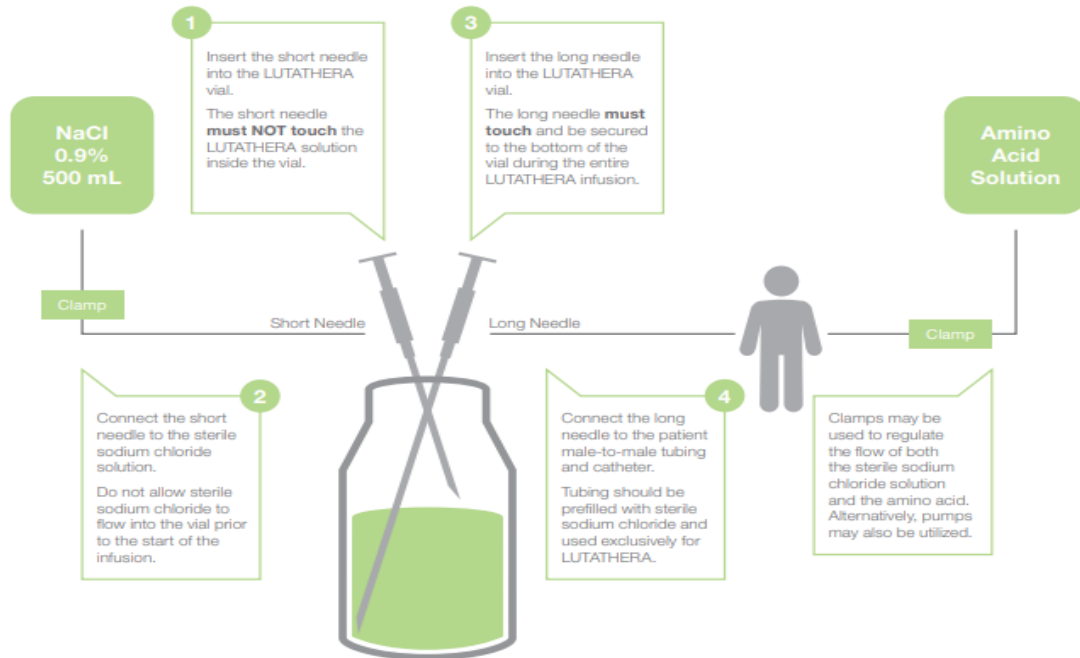 1
Insert the short needle
into the LUTATHERA
vial.
The short needle
must NOT touch the
LUTATHERA solution
inside the vial.
3
Insert the long needle
into the LUTATHERA
vial.
The long needle must
touch and be secured
to the bottom of the
vial during the entire
LUTATHERA infusion.
NaCl
0.9%
500 mL
Amino
Acid
Solution
Clamp
Short Needle
Long Needle
Clamp
2
Connect the short
needle to the sterile
sodium chloride
solution.
Do not allow sterile
sodium chloride to
flow into the vial prior
to the start of the
infusion.
4
Connect the long
needle to the patient
male-to-male tubing
and catheter.
Tubing should be
prefilled with sterile
sodium chloride and
used exclusively for
LUTATHERA.
Clamps may be
used to regulate
the flow of both
the sterile sodium
chloride solution
and the amino acid.
Alternatively, pumps
may also be utilized.